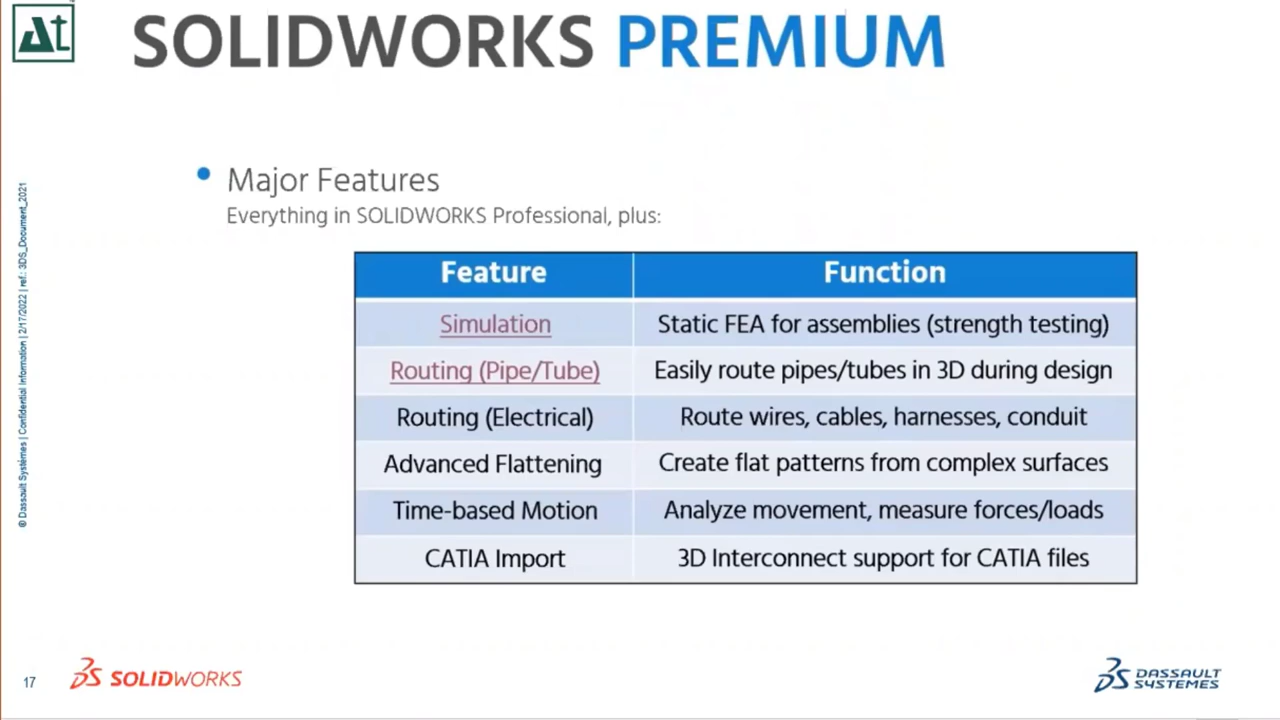 At
SOLIDWORKS PREMIUM
Major Features
Everything in SOLIDWORKS Professional, plus:
Feature Function
Simulation Static FEA for assemblies (strength testing)
Routing (Pipe/Tube) Easily route pipes/tubes in 3D during design
Routing (Electrical) Route wires, cables, harnesses, conduit
Advanced Flattening Create flat patterns from complex surfaces
Time-based Motion Analyze movement, measure forces/loads
CATIA Import 3D Interconnect support for CATIA files
© Dassault Systèmes | Confidential Information | 2/17/2022 | ref.: 3DS_Document_2021
17
3S SOLIDWORKS
3S DASSAULT SYSTEMES